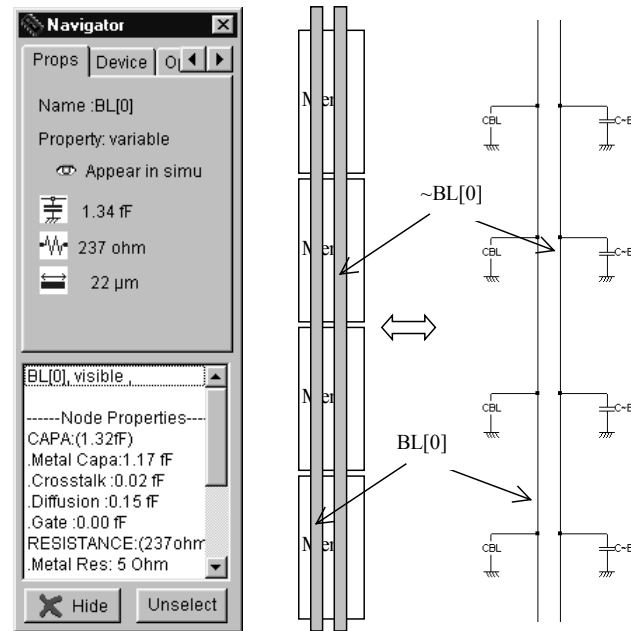 Navigator
Props
Device
Name :BL[0]
Property: variable
Appear in simu
1.34 fF
237 ohm
22 µm
BL[0], visible ,
------Node Properties----
CAPA:(1.32fF)
.Metal Capa:1.17 fF
.Crosstalk :0.02 fF
.Diffusion :0.15 fF
.Gate :0.00 fF
RESISTANCE:(237ohm
.Metal Res: 5 Ohm
Hide
Unselect
~BL[0]
BL[0]
CBL
C~B
CBL
C~B
CBL
C~B
CBL
C~B